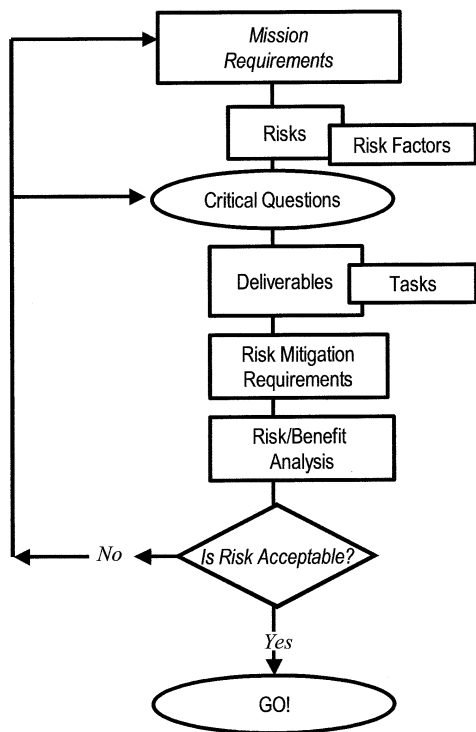 Mission
Requirements
Risks
Risk Factors
Critical Questions
Deliverables
Tasks
Risk Mitigation
Requirements
Risk/Benefit
Analysis
Is Risk Acceptable?
No
Yes
GO!